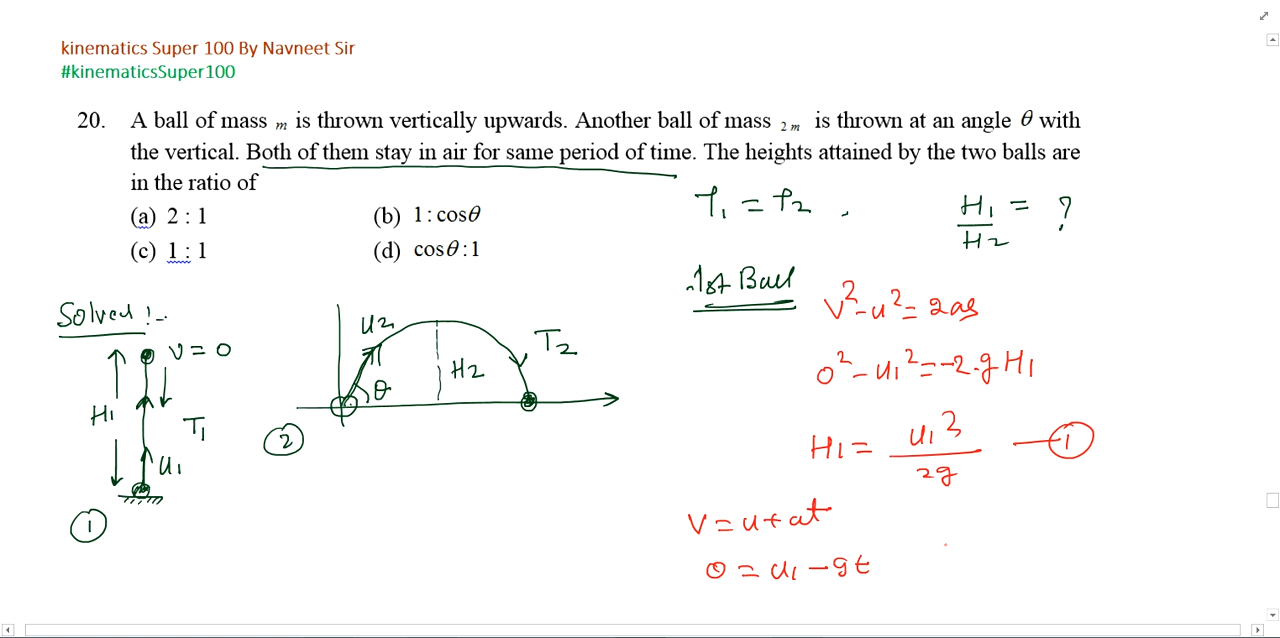 kinematics Super 100 By Navneet Sir
#kinematicsSuper100
20. A ball of mass m is thrown vertically upwards. Another ball of mass 2m is thrown at an angle θ with
the vertical. Both of them stay in air for same period of time. The heights attained by the two balls are
in the ratio of
(a) 2 : 1 (b) 1 : cosθ
(c) 1 : 1 (d) cosθ : 1
T₁ = T₂ , H₁/H₂ = ?
Solved !-
v = 0
H₁
T₁
u₁
①
u₂
θ
H₂
T₂
②
1st Ball
v² - u² = 2as
0² - u₁² = -2.g H₁
H₁ = u₁²/2g — ①
v = u + at
0 = u₁ - gt